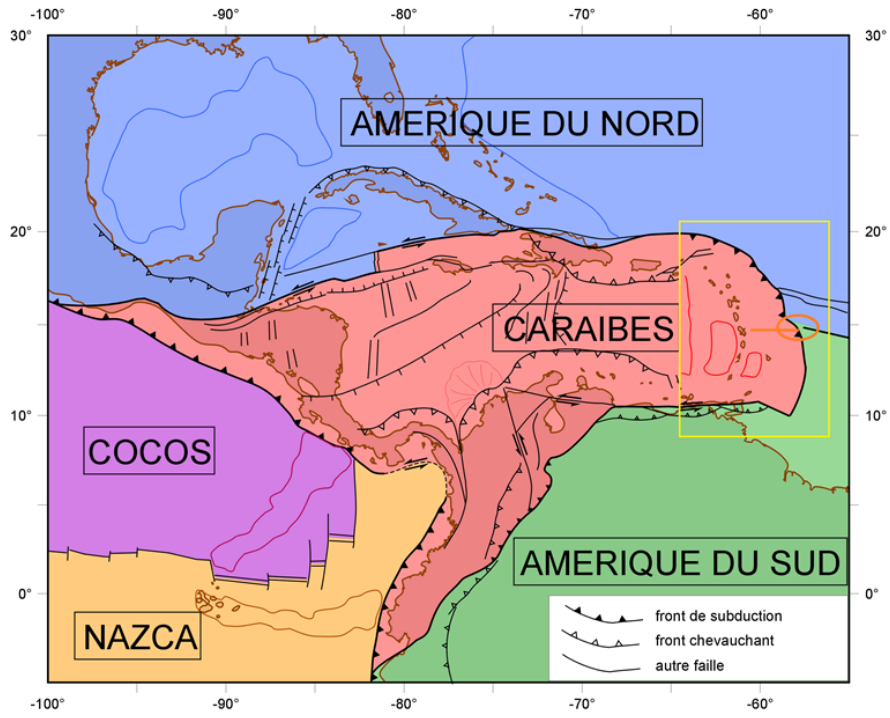 -100° -90° -80° -70° -60°
30° 30°
AMERIQUE DU NORD
20° 20°
CARAIBES
10° 10°
COCOS
AMERIQUE DU SUD
0° 0°
NAZCA
front de subduction
front chevauchant
autre faille
-100° -90° -80° -70° -60°